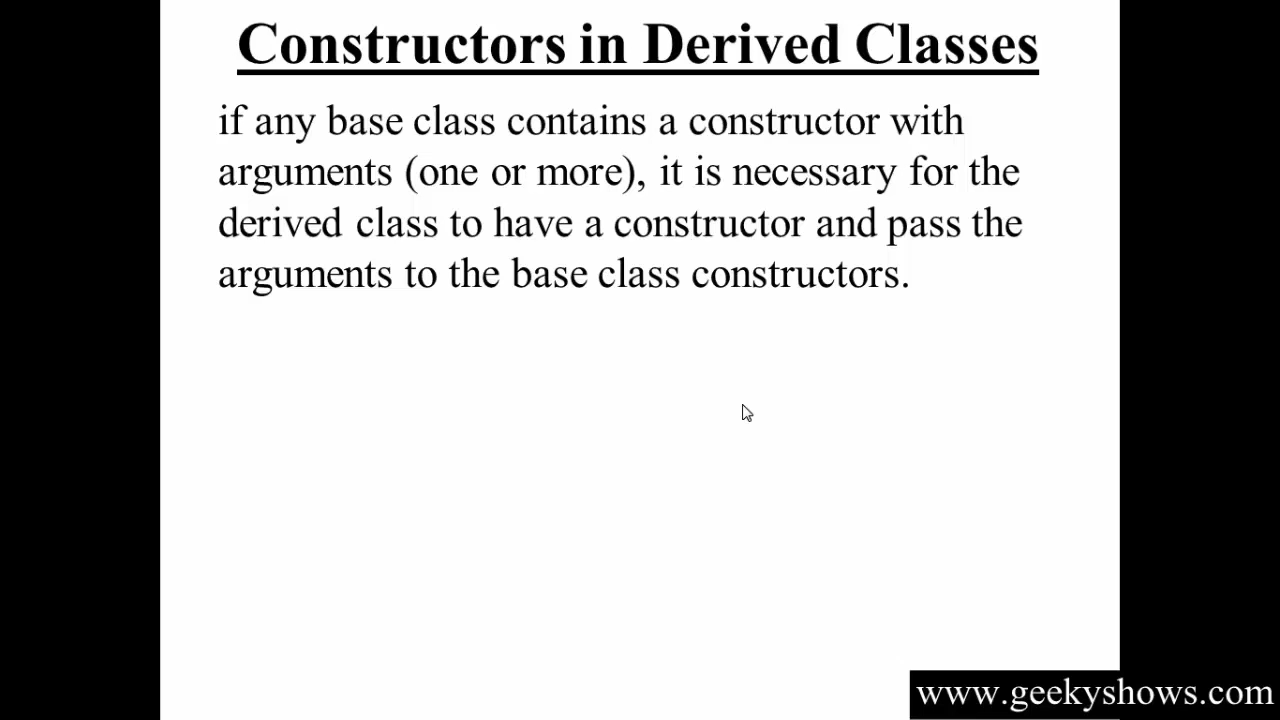 Constructors in Derived Classes
if any base class contains a constructor with
arguments (one or more), it is necessary for the
derived class to have a constructor and pass the
arguments to the base class constructors.
www.geekyshows.com